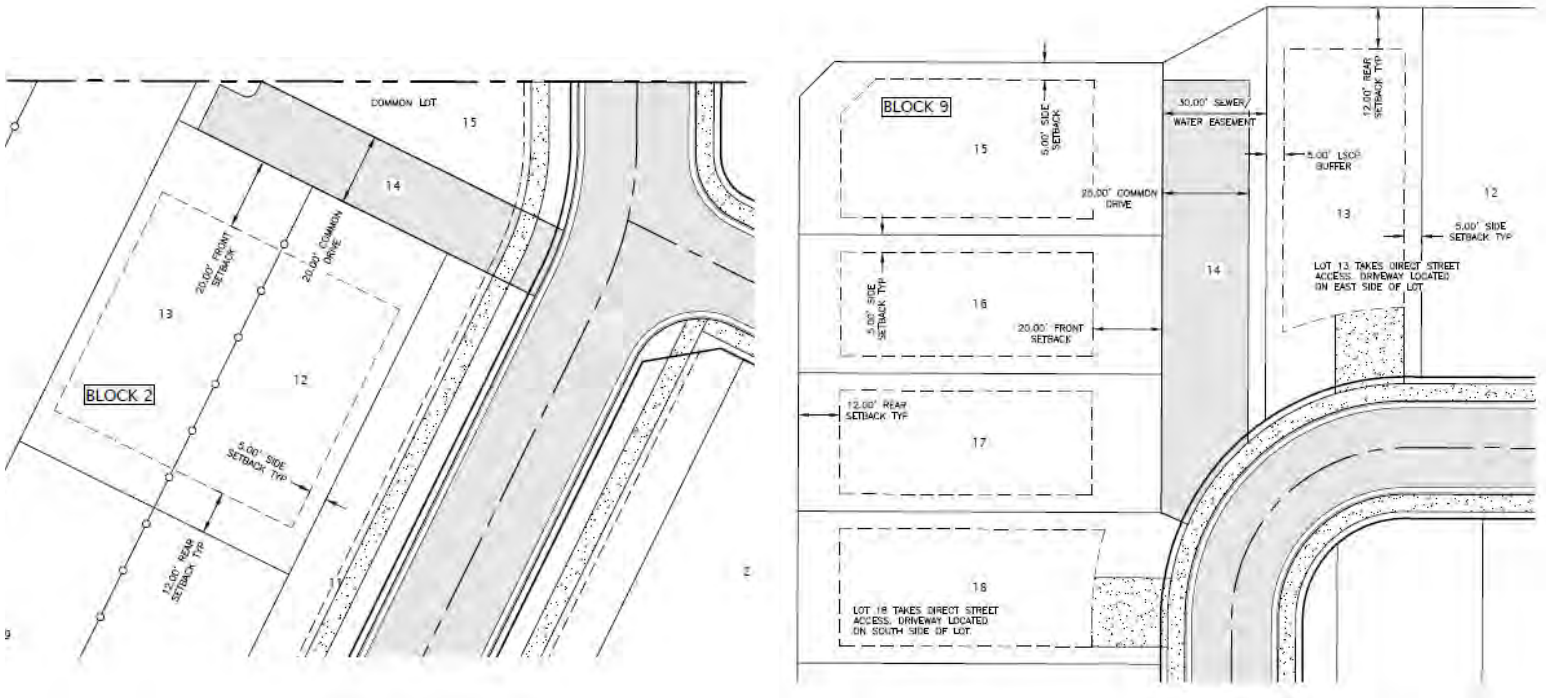 COMMON LOT
15
14
20.00' FRONT
SETBACK
20.00' COMMON
DRIVE
13
12
BLOCK 2
5.00' SIDE
SETBACK TYP
12.00' REAR
SETBACK TYP
11
2
9
BLOCK 9
15
5.00' SIDE
SETBACK
30.00' SEWER/
WATER EASEMENT
12.00' REAR
SETBACK TYP
5.00' LSCP
BUFFER
25.00' COMMON
DRIVE
12
13
5.00' SIDE
SETBACK TYP
LOT 13 TAKES DIRECT STREET
ACCESS. DRIVEWAY LOCATED
ON EAST SIDE OF LOT.
14
5.00' SIDE
SETBACK TYP
16
20.00' FRONT
SETBACK
12.00' REAR
SETBACK TYP
17
18
LOT 18 TAKES DIRECT STREET
ACCESS. DRIVEWAY LOCATED
ON SOUTH SIDE OF LOT.